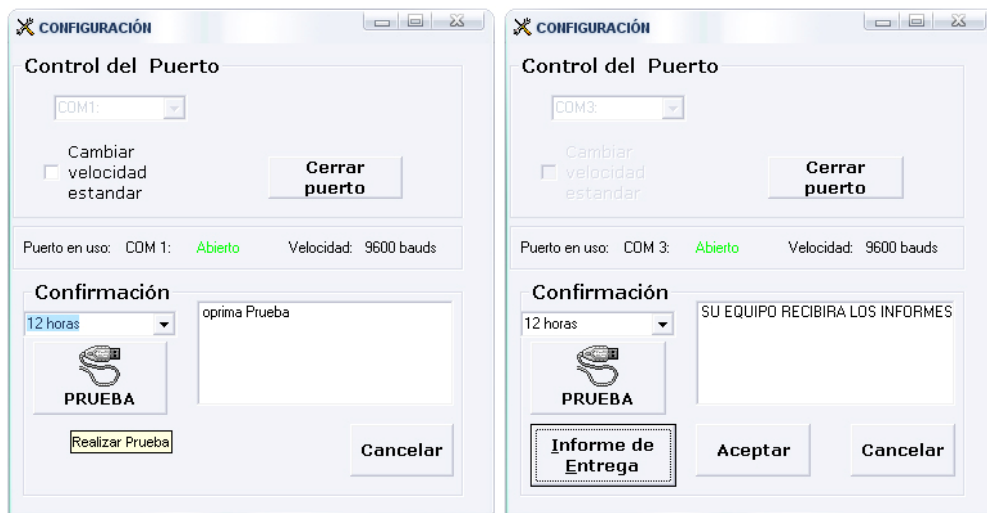 CONFIGURACIÓN
Control del Puerto
COM1:
Cambiar
velocidad
estandar
Cerrar
puerto
Puerto en uso: COM 1: Abierto Velocidad: 9600 bauds
Confirmación
12 horas
oprima Prueba
PRUEBA
Realizar Prueba
Cancelar
CONFIGURACIÓN
Control del Puerto
COM3:
Cambiar
velocidad
estandar
Cerrar
puerto
Puerto en uso: COM 3: Abierto Velocidad: 9600 bauds
Confirmación
12 horas
SU EQUIPO RECIBIRA LOS INFORMES
PRUEBA
Informe de
Entrega
Aceptar
Cancelar